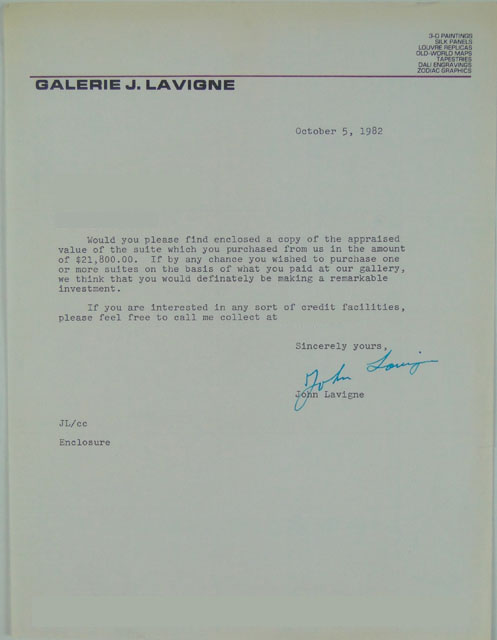 3-D PAINTINGS
SILK PANELS
LOUVRE REPLICAS
OLD-WORLD MAPS
TAPESTRIES
DALI ENGRAVINGS
ZODIAC GRAPHICS
GALERIE J. LAVIGNE
October 5, 1982
Would you please find enclosed a copy of the appraised
value of the suite which you purchased from us in the amount
of $21,800.00. If by any chance you wished to purchase one
or more suites on the basis of what you paid at our gallery,
we think that you would definately be making a remarkable
investment.
If you are interested in any sort of credit facilities,
please feel free to call me collect at
Sincerely yours,
John Lavigne
John Lavigne
JL/cc
Enclosure